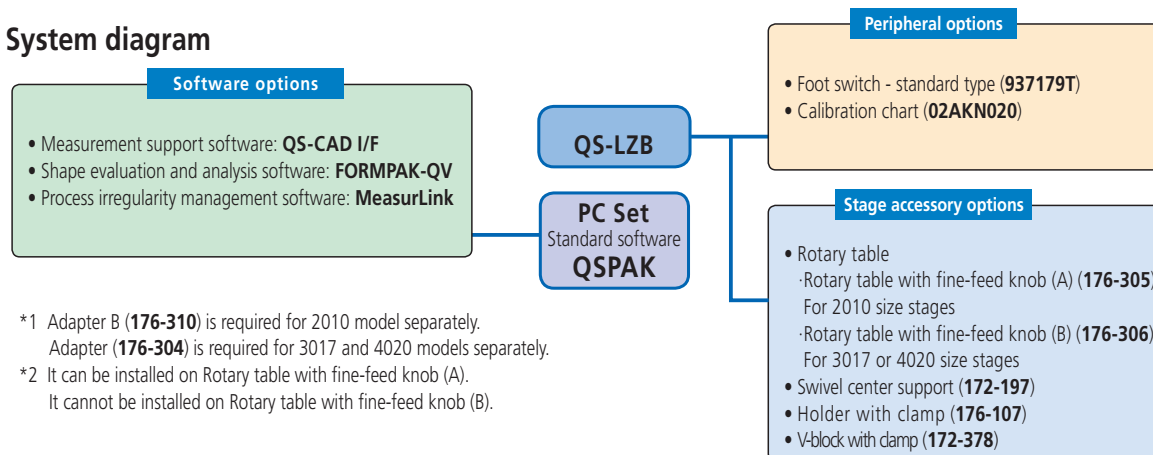 System diagram
Software options
• Measurement support software: QS-CAD I/F
• Shape evaluation and analysis software: FORMPAK-QV
• Process irregularity management software: MeasurLink
QS-LZB
PC Set
Standard software
QSPAK
Peripheral options
• Foot switch - standard type (937179T)
• Calibration chart (02AKN020)
Stage accessory options
• Rotary table
·Rotary table with fine-feed knob (A) (176-305)
For 2010 size stages
·Rotary table with fine-feed knob (B) (176-306)
For 3017 or 4020 size stages
• Swivel center support (172-197)
• Holder with clamp (176-107)
• V-block with clamp (172-378)
*1 Adapter B (176-310) is required for 2010 model separately.
Adapter (176-304) is required for 3017 and 4020 models separately.
*2 It can be installed on Rotary table with fine-feed knob (A).
It cannot be installed on Rotary table with fine-feed knob (B).